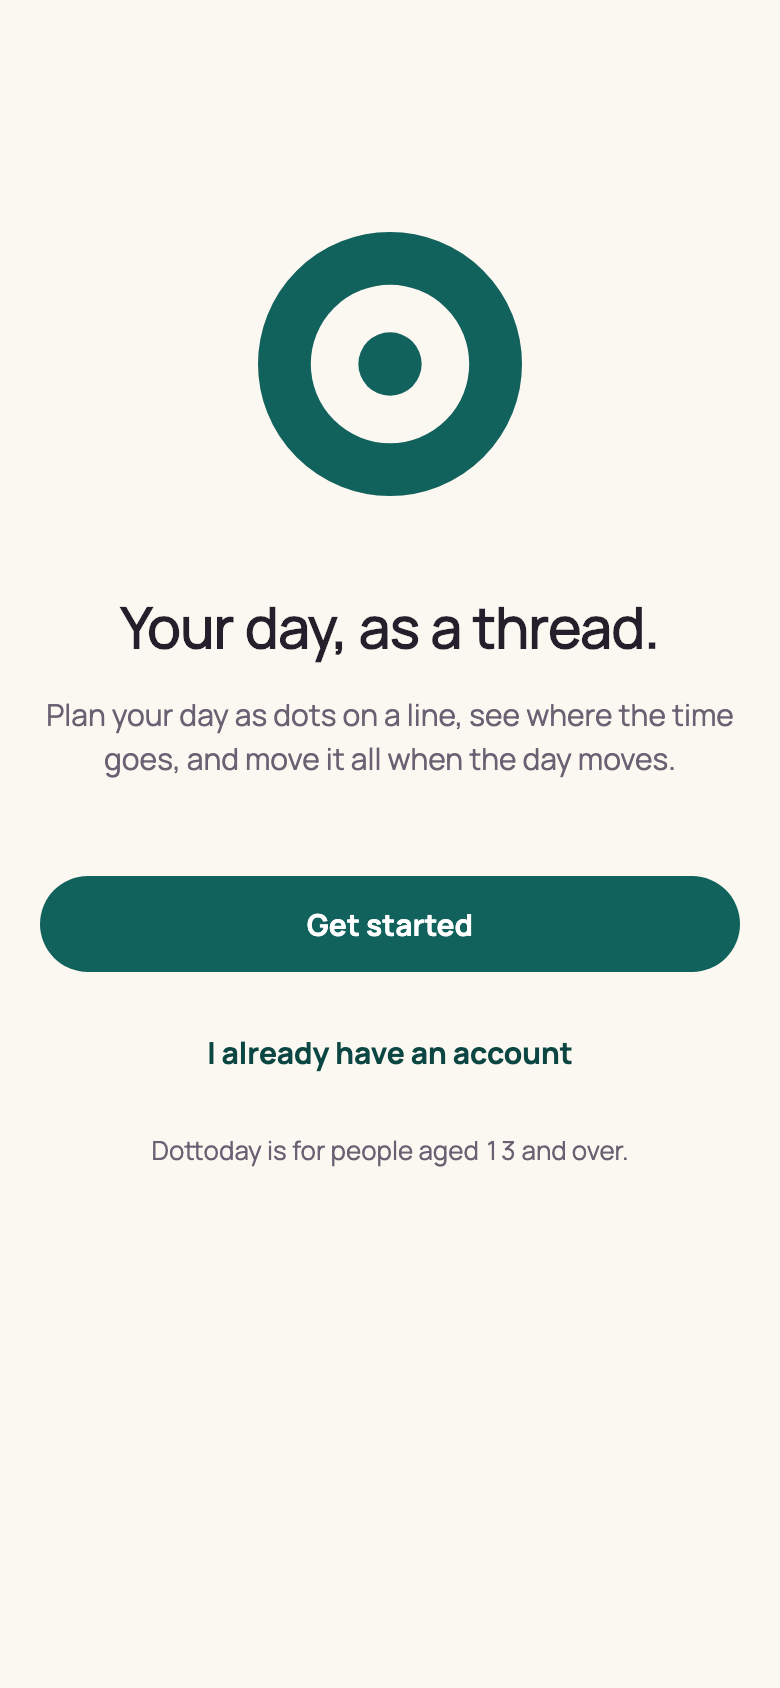 Your day, as a thread.
Plan your day as dots on a line, see where the time
goes, and move it all when the day moves.
Get started
I already have an account
Dottoday is for people aged 13 and over.